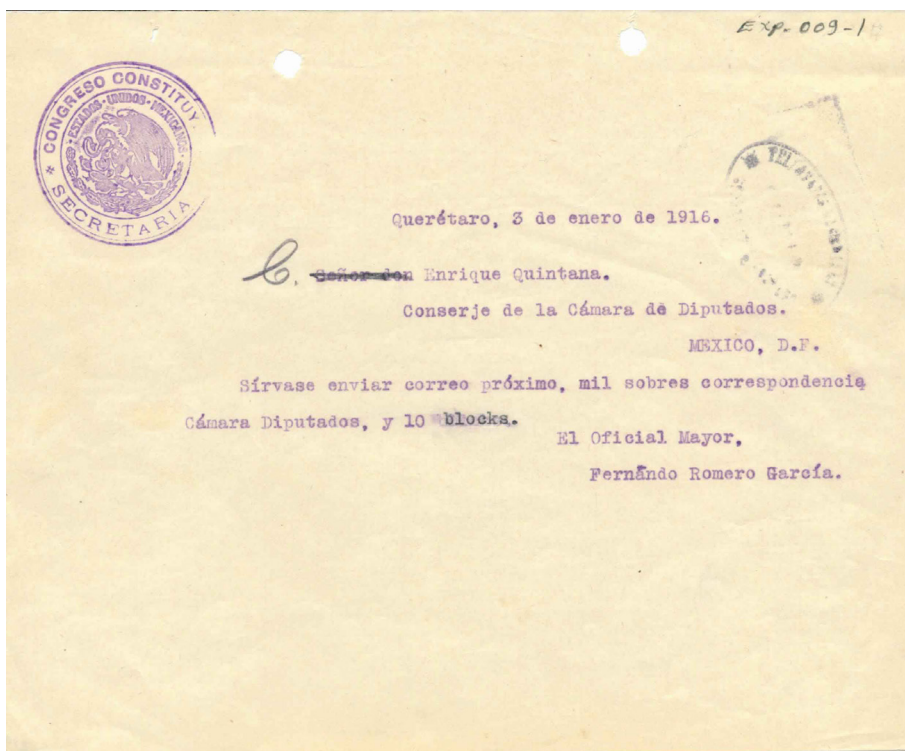 Exp. 009-1
CONGRESO CONSTITUY.
ESTADOS·UNIDOS·MEXICANOS
* SECRETARIA
Querétaro, 3 de enero de 1916.
C. Señor don Enrique Quintana.
Conserje de la Cámara de Diputados.
MEXICO, D.F.
Sírvase enviar correo próximo, mil sobres correspondencia
Cámara Diputados, y 10 blocks.
El Oficial Mayor,
Fernándo Romero García.